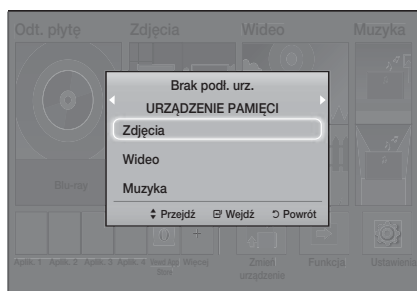 Odt. płytę Zdjęcia Wideo Muzyka
Brak podł. urz.
URZĄDZENIE PAMIĘCI
Zdjęcia
Wideo
Muzyka
Przejdź Wejdź Powrót
Blu-ray
Aplik. 1 Aplik. 2 Aplik. 3 Aplik. 4 Więcej Zmień urządzenie Funkcja Ustawienia